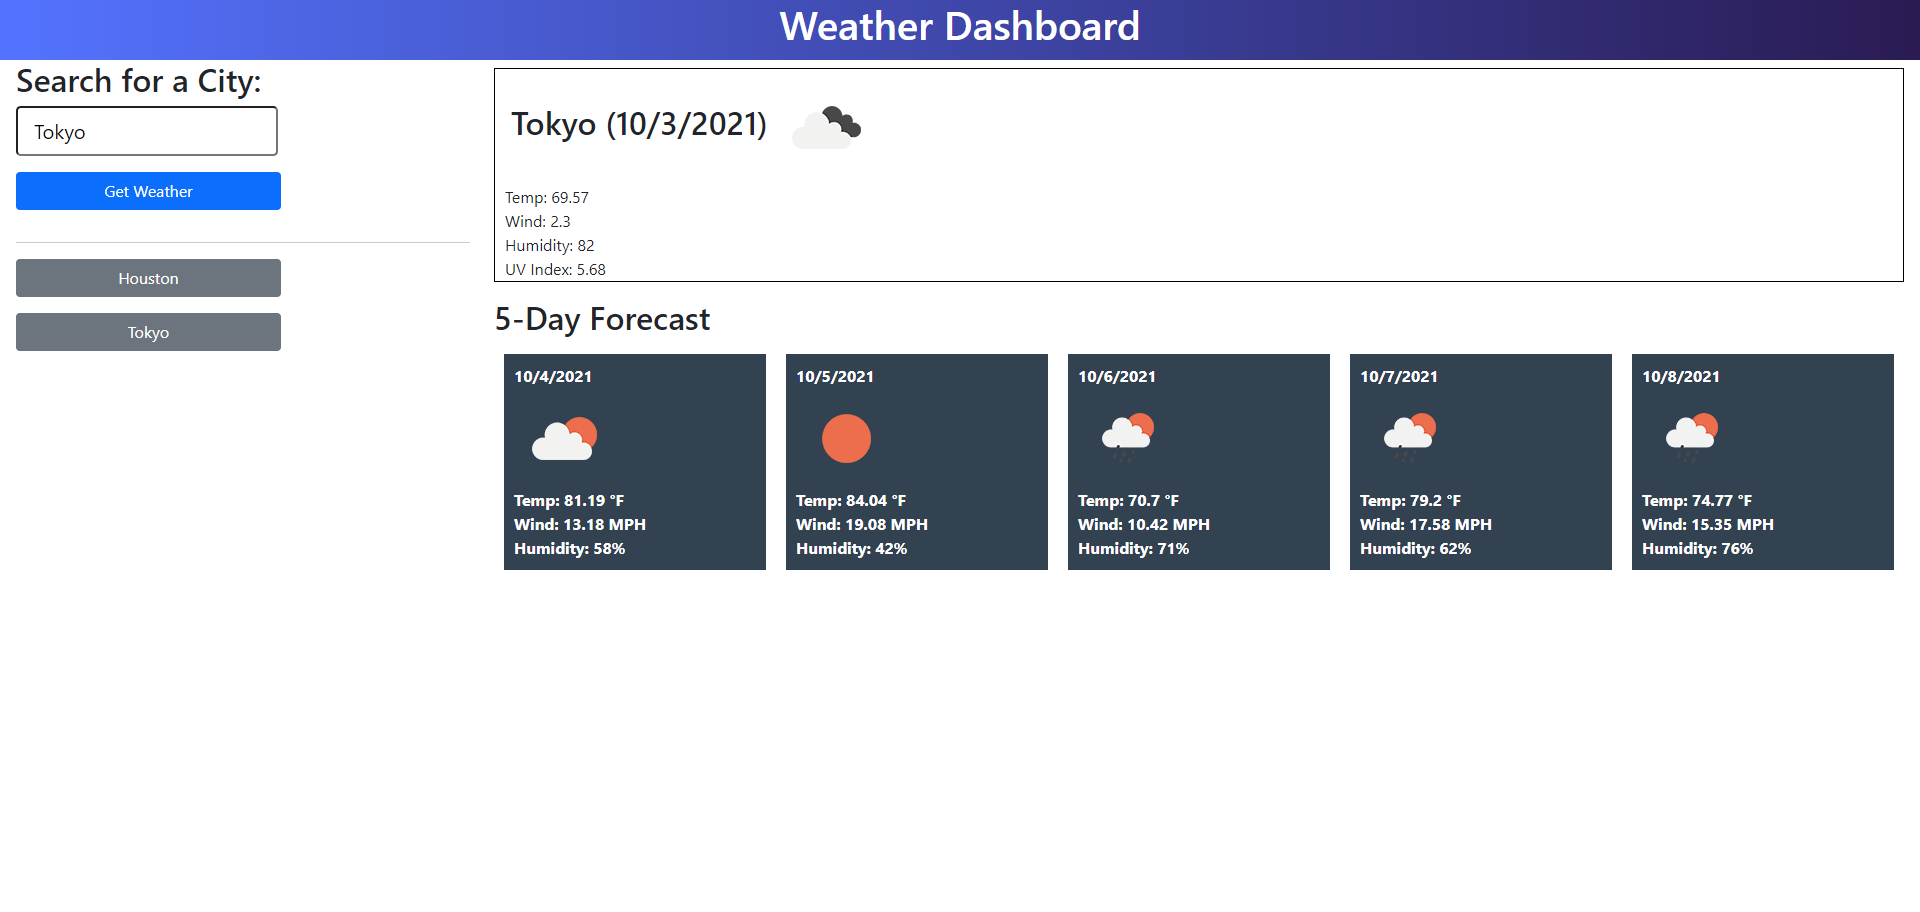 Weather Dashboard
Search for a City:
Tokyo
Get Weather
Houston
Tokyo
Tokyo (10/3/2021)
Temp: 69.57
Wind: 2.3
Humidity: 82
UV Index: 5.68
5-Day Forecast
10/4/2021
Temp: 81.19 °F
Wind: 13.18 MPH
Humidity: 58%
10/5/2021
Temp: 84.04 °F
Wind: 19.08 MPH
Humidity: 42%
10/6/2021
Temp: 70.7 °F
Wind: 10.42 MPH
Humidity: 71%
10/7/2021
Temp: 79.2 °F
Wind: 17.58 MPH
Humidity: 62%
10/8/2021
Temp: 74.77 °F
Wind: 15.35 MPH
Humidity: 76%